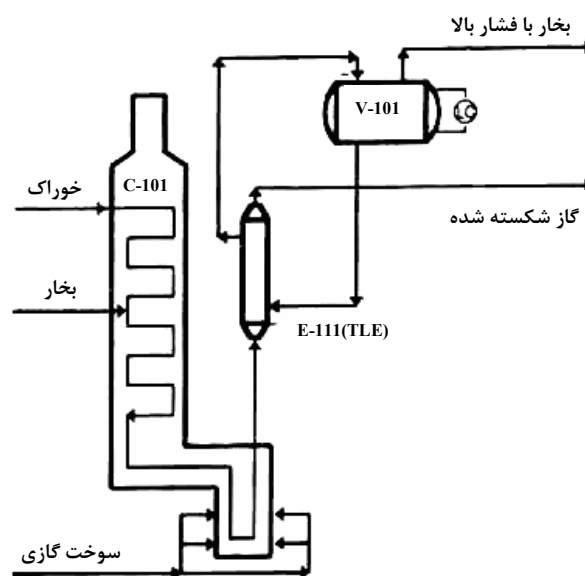 بخار با فشار بالا
V-101
C-101
خوراک
گاز شکسته شده
بخار
E-111(TLE)
سوخت گازی